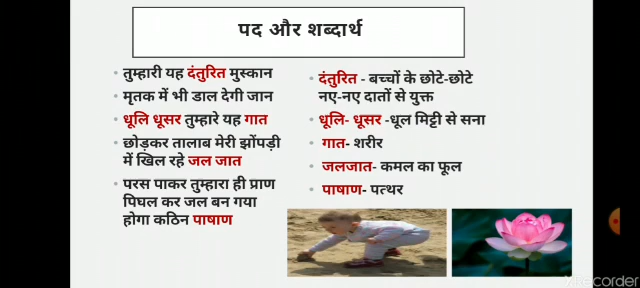 पद और शब्दार्थ
• तुम्हारी यह दंतुरित मुस्कान
• मृतक में भी डाल देगी जान
• धूलि धूसर तुम्हारे यह गात
• छोड़कर तालाब मेरी झोंपड़ी
में खिल रहे जल जात
• परस पाकर तुम्हारा ही प्राण
पिघल कर जल बन गया
होगा कठिन पाषाण
• दंतुरित - बच्चों के छोटे-छोटे
नए-नए दातों से युक्त
• धूलि- धूसर -धूल मिट्टी से सना
• गात- शरीर
• जलजात- कमल का फूल
• पाषाण- पत्थर